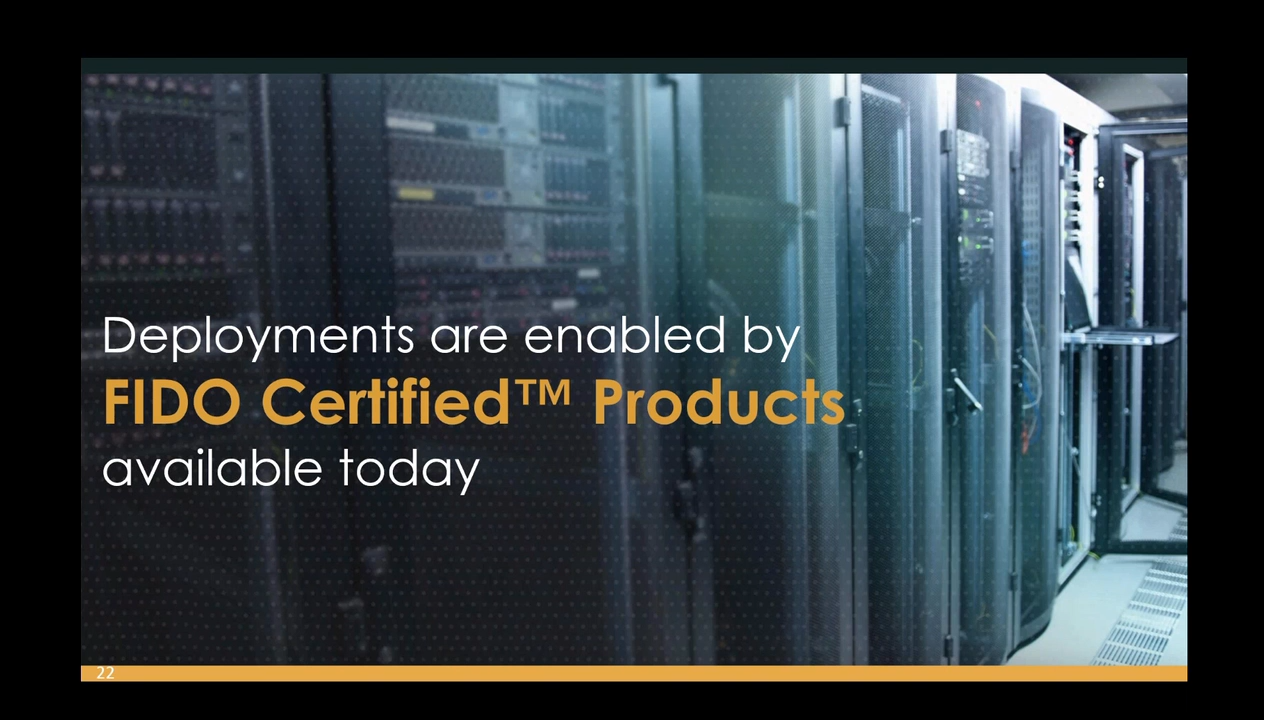 Deployments are enabled by
FIDO Certified™ Products
available today
22